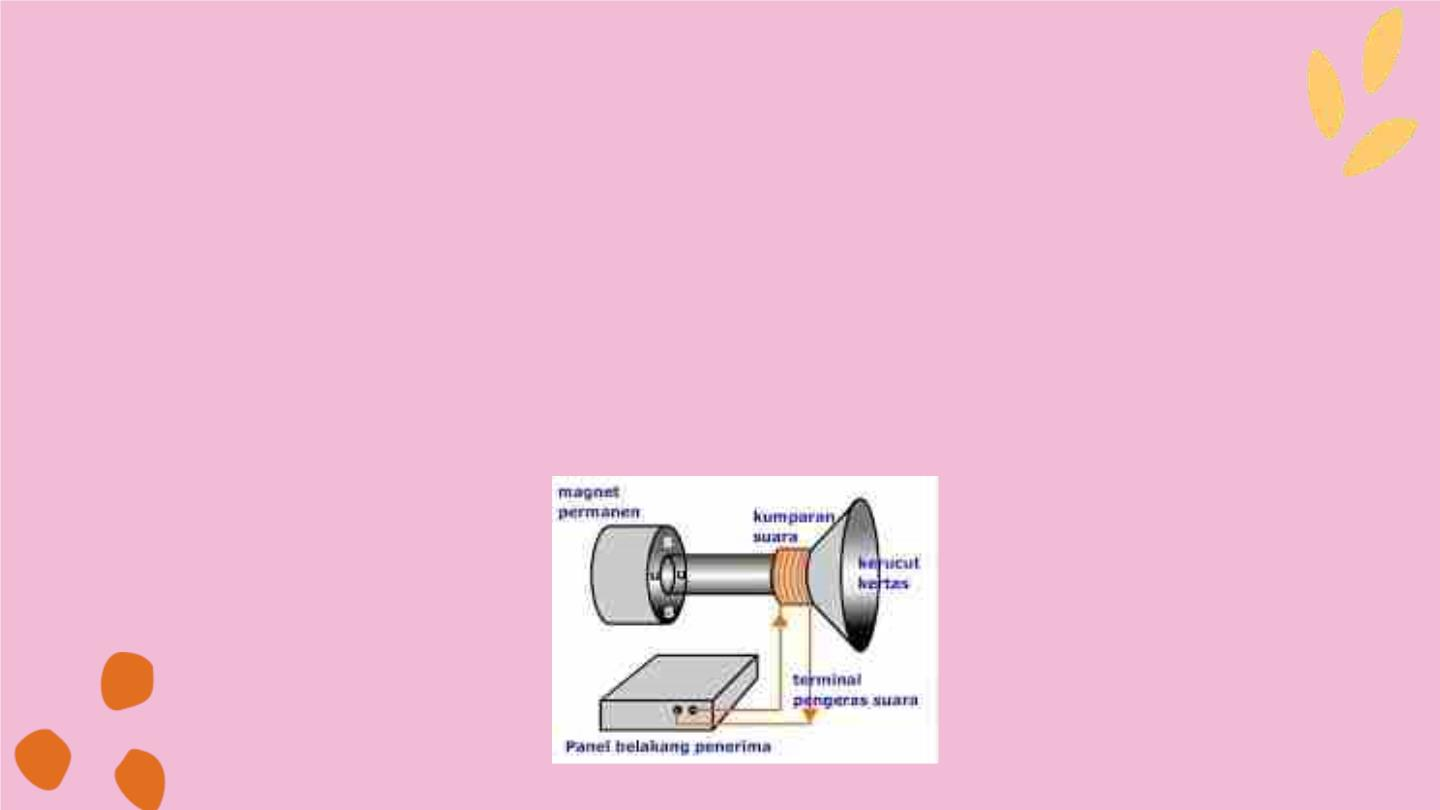 magnet
permanen
kumparan
suara
kerucut
kertas
S
U U
S
terminal
pengeras suara
Panel belakang penerima